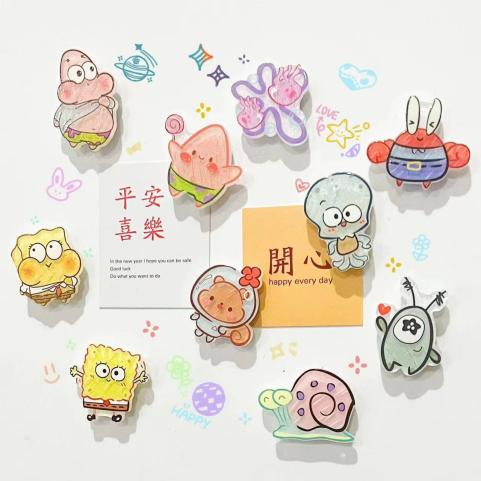 LOVE
平安
喜樂
In the new year I hope you can be safe
Good luck
Do what you want to do
開心
happy every day
HAPPY